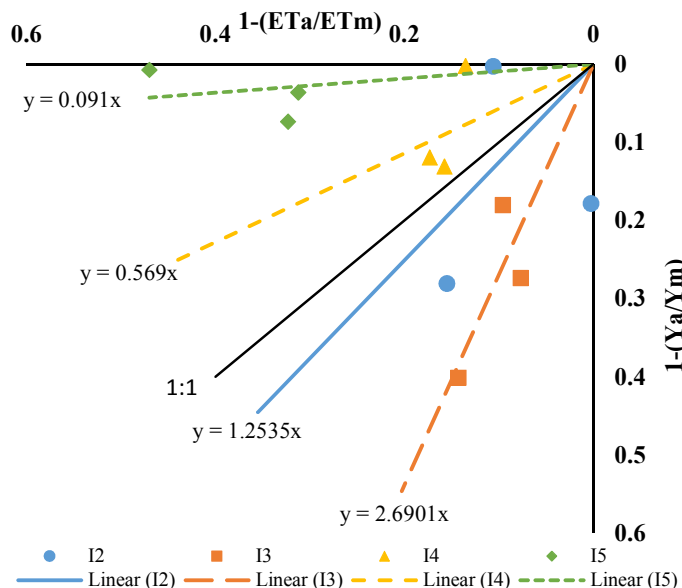 1-(ETa/ETm)
0.6 0.4 0.2 0
0
y = 0.091x
0.1
0.2
y = 0.569x
0.3
1-(Ya/Ym)
1:1
0.4
y = 1.2535x
0.5
y = 2.6901x
0.6
I2 I3 I4 I5
Linear (I2) Linear (I3) Linear (I4) Linear (I5)